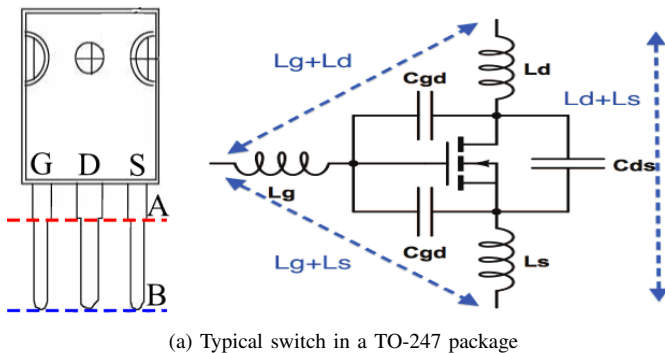 G D S
A
B
Lg+Ld
Ld
Cgd
Ld+Ls
Lg
Cds
Cgd
Lg+Ls
Ls
(a) Typical switch in a TO-247 package